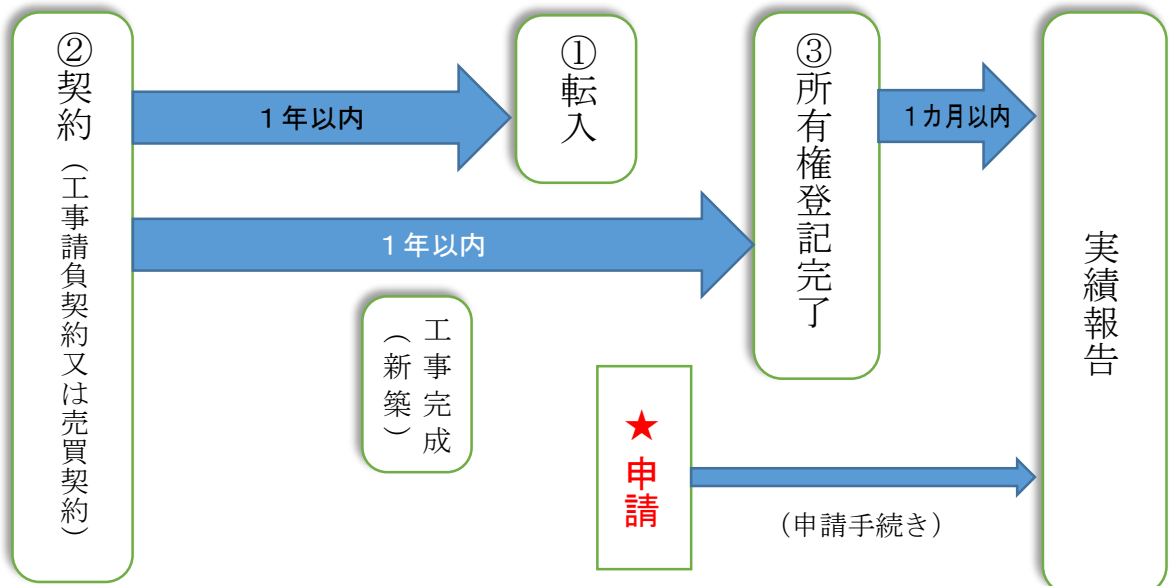 ②契約（工事請負契約又は売買契約）
１年以内
①転入
１年以内
工事完成
（新築）
③所有権登記完了
１カ月以内
★申請
（申請手続き）
実績報告